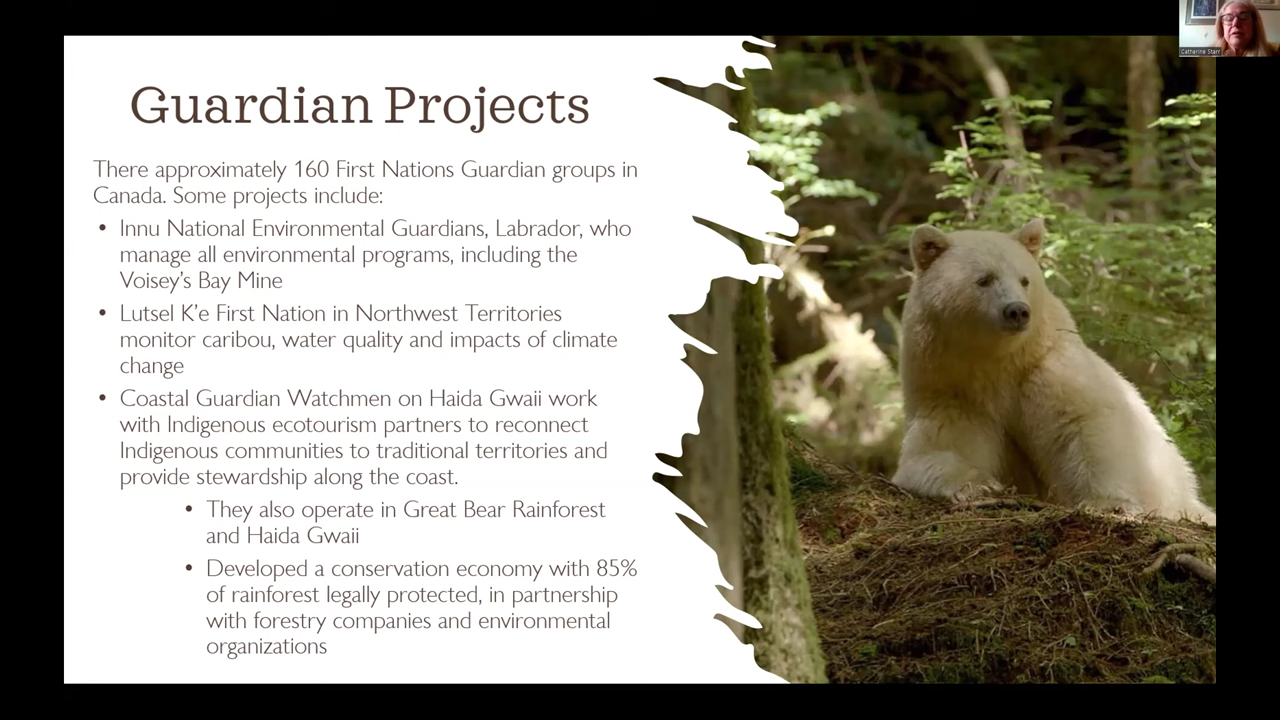 Guardian Projects
There approximately 160 First Nations Guardian groups in
Canada. Some projects include:
• Innu National Environmental Guardians, Labrador, who
manage all environmental programs, including the
Voisey's Bay Mine
• Lutsel K'e First Nation in Northwest Territories
monitor caribou, water quality and impacts of climate
change
• Coastal Guardian Watchmen on Haida Gwaii work
with Indigenous ecotourism partners to reconnect
Indigenous communities to traditional territories and
provide stewardship along the coast.
• They also operate in Great Bear Rainforest
and Haida Gwaii
• Developed a conservation economy with 85%
of rainforest legally protected, in partnership
with forestry companies and environmental
organizations
Catherine Starr